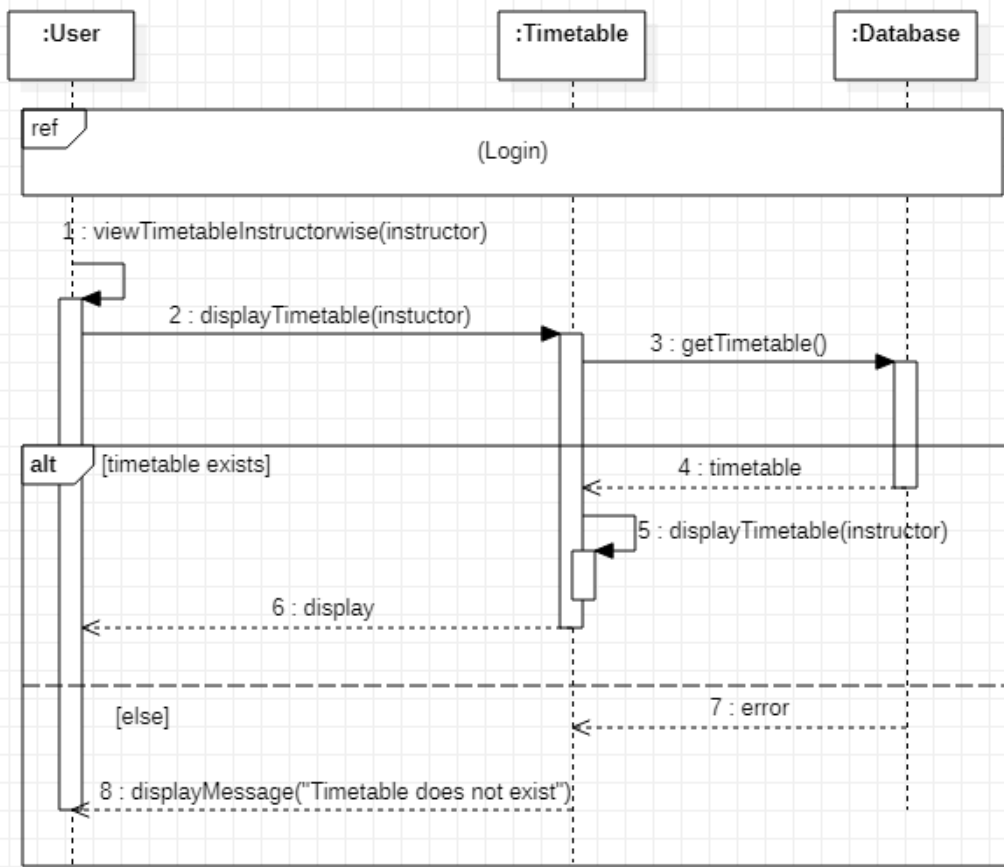 :User
:Timetable
:Database
ref
(Login)
1 : viewTimetableInstructorwise(instructor)
2 : displayTimetable(instuctor)
3 : getTimetable()
alt
[timetable exists]
4 : timetable
5 : displayTimetable(instructor)
6 : display
7 : error
[else]
8 : displayMessage("Timetable does not exist")